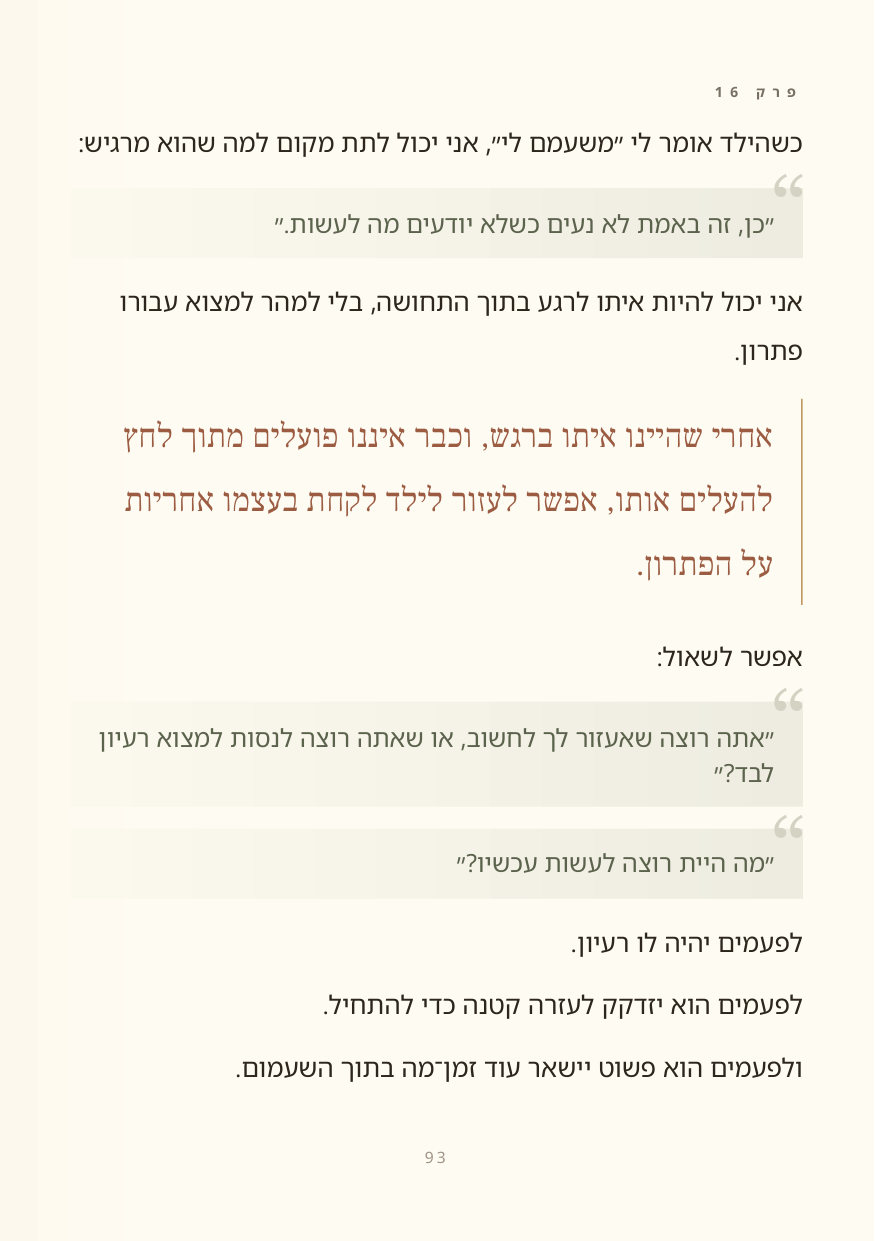 פרק 16
כשהילד אומר לי ״משעמם לי״, אני יכול לתת מקום למה שהוא מרגיש:
״כן, זה באמת לא נעים כשלא יודעים מה לעשות.״
אני יכול להיות איתו לרגע בתוך התחושה, בלי למהר למצוא עבורו
פתרון.
אחרי שהיינו איתו ברגש, וכבר איננו פועלים מתוך לחץ
להעלים אותו, אפשר לעזור לילד לקחת בעצמו אחריות
על הפתרון.
אפשר לשאול:
״אתה רוצה שאעזור לך לחשוב, או שאתה רוצה לנסות למצוא רעיון
לבד?״
״מה היית רוצה לעשות עכשיו?״
לפעמים יהיה לו רעיון.
לפעמים הוא יזדקק לעזרה קטנה כדי להתחיל.
ולפעמים הוא פשוט יישאר עוד זמן־מה בתוך השעמום.
93